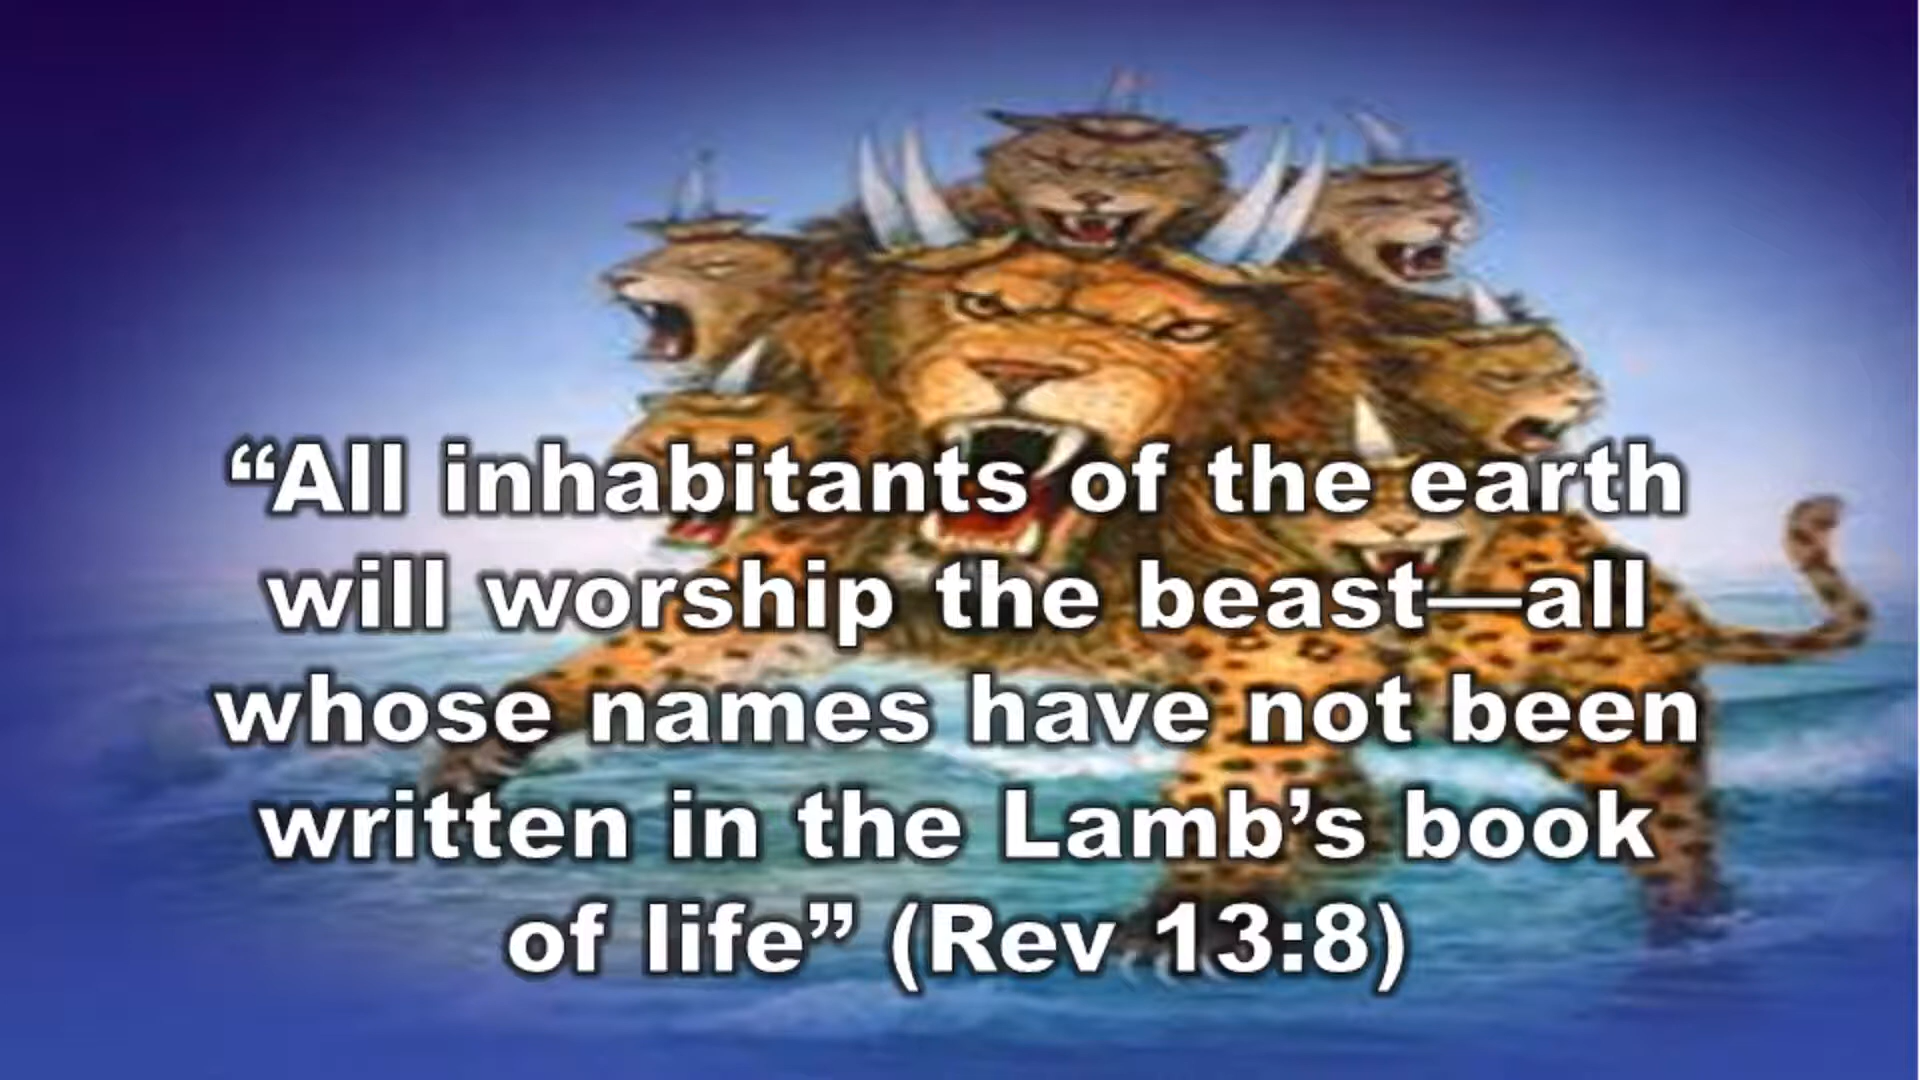 “All inhabitants of the earth
will worship the beast—all
whose names have not been
written in the Lamb’s book
of life” (Rev 13:8)